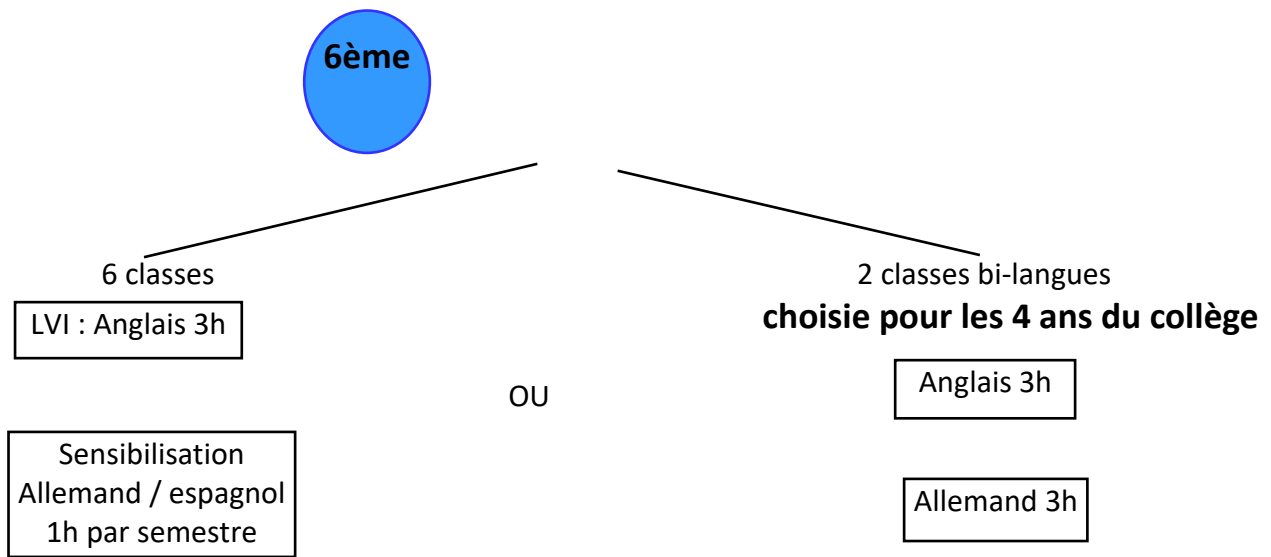 6ème
6 classes
LVI : Anglais 3h
Sensibilisation
Allemand / espagnol
1h par semestre
OU
2 classes bi-langues
choisie pour les 4 ans du collège
Anglais 3h
Allemand 3h